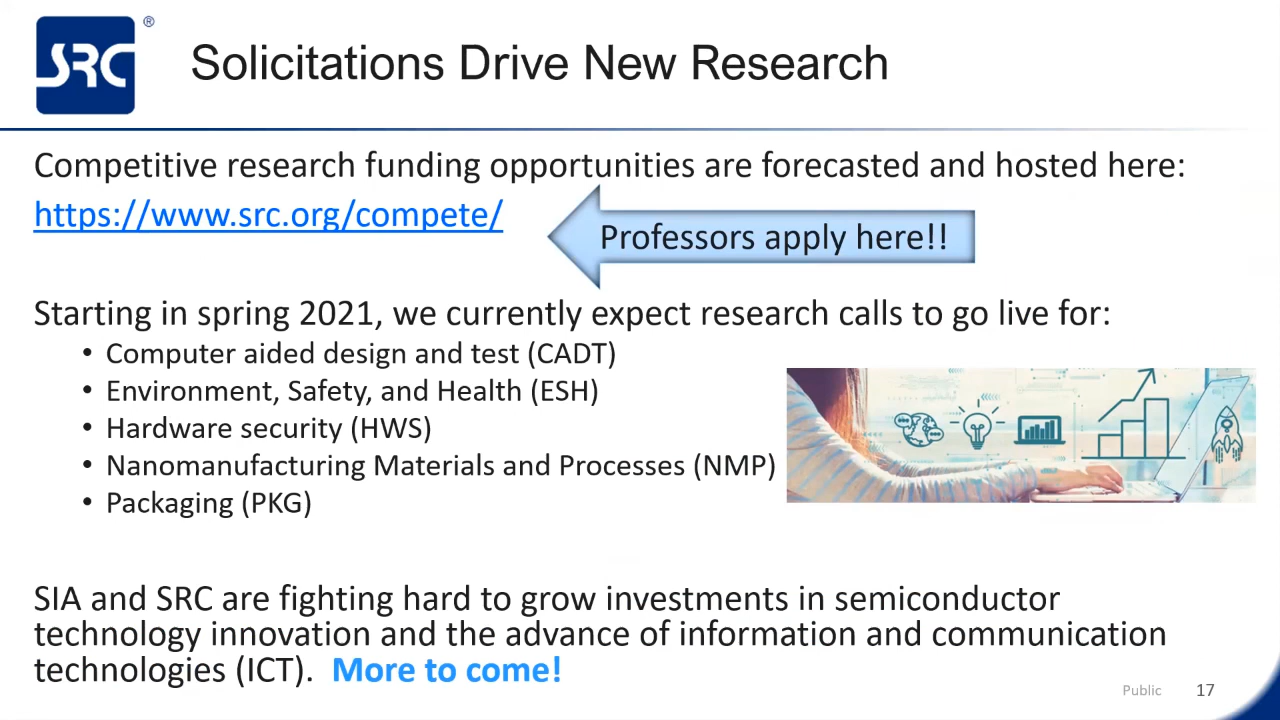 SRC®
Solicitations Drive New Research
Competitive research funding opportunities are forecasted and hosted here:
https://www.src.org/compete/
Professors apply here!!
Starting in spring 2021, we currently expect research calls to go live for:
• Computer aided design and test (CADT)
• Environment, Safety, and Health (ESH)
• Hardware security (HWS)
• Nanomanufacturing Materials and Processes (NMP)
• Packaging (PKG)
SIA and SRC are fighting hard to grow investments in semiconductor
technology innovation and the advance of information and communication
technologies (ICT). More to come!
Public 17